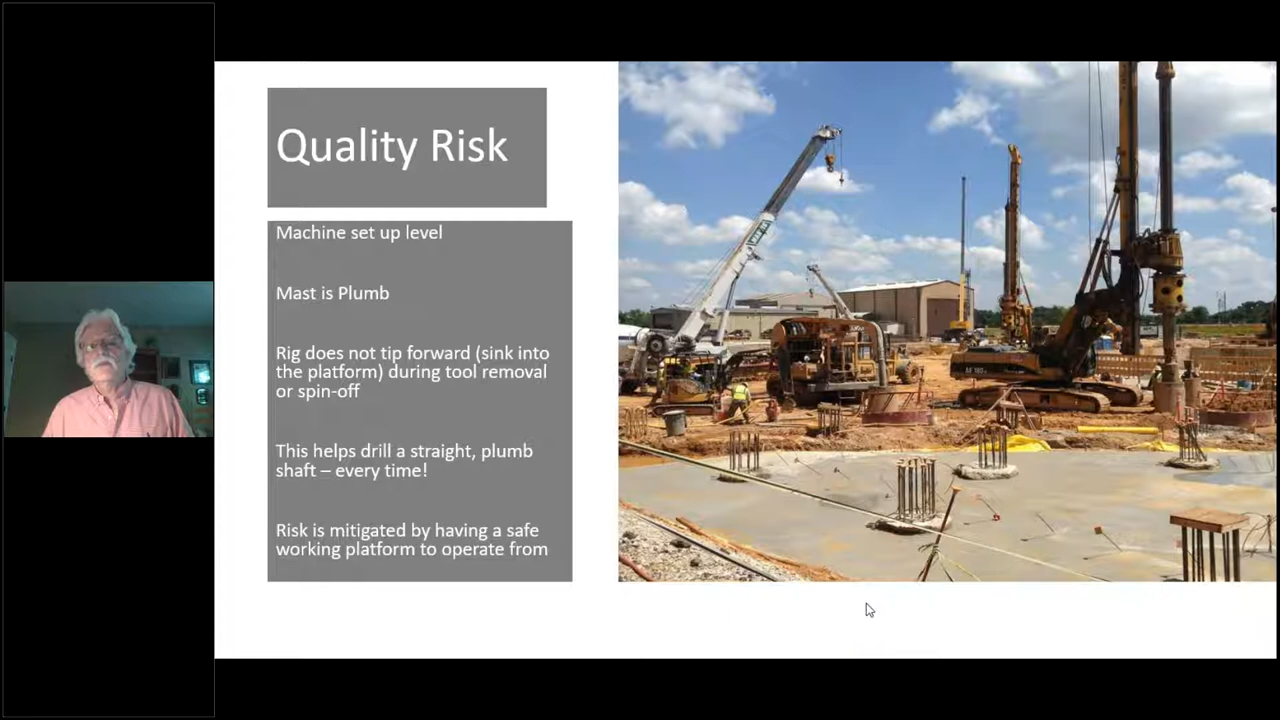 Quality Risk
Machine set up level
Mast is Plumb
Rig does not tip forward (sink into
the platform) during tool removal
or spin-off
This helps drill a straight, plumb
shaft – every time!
Risk is mitigated by having a safe
working platform to operate from